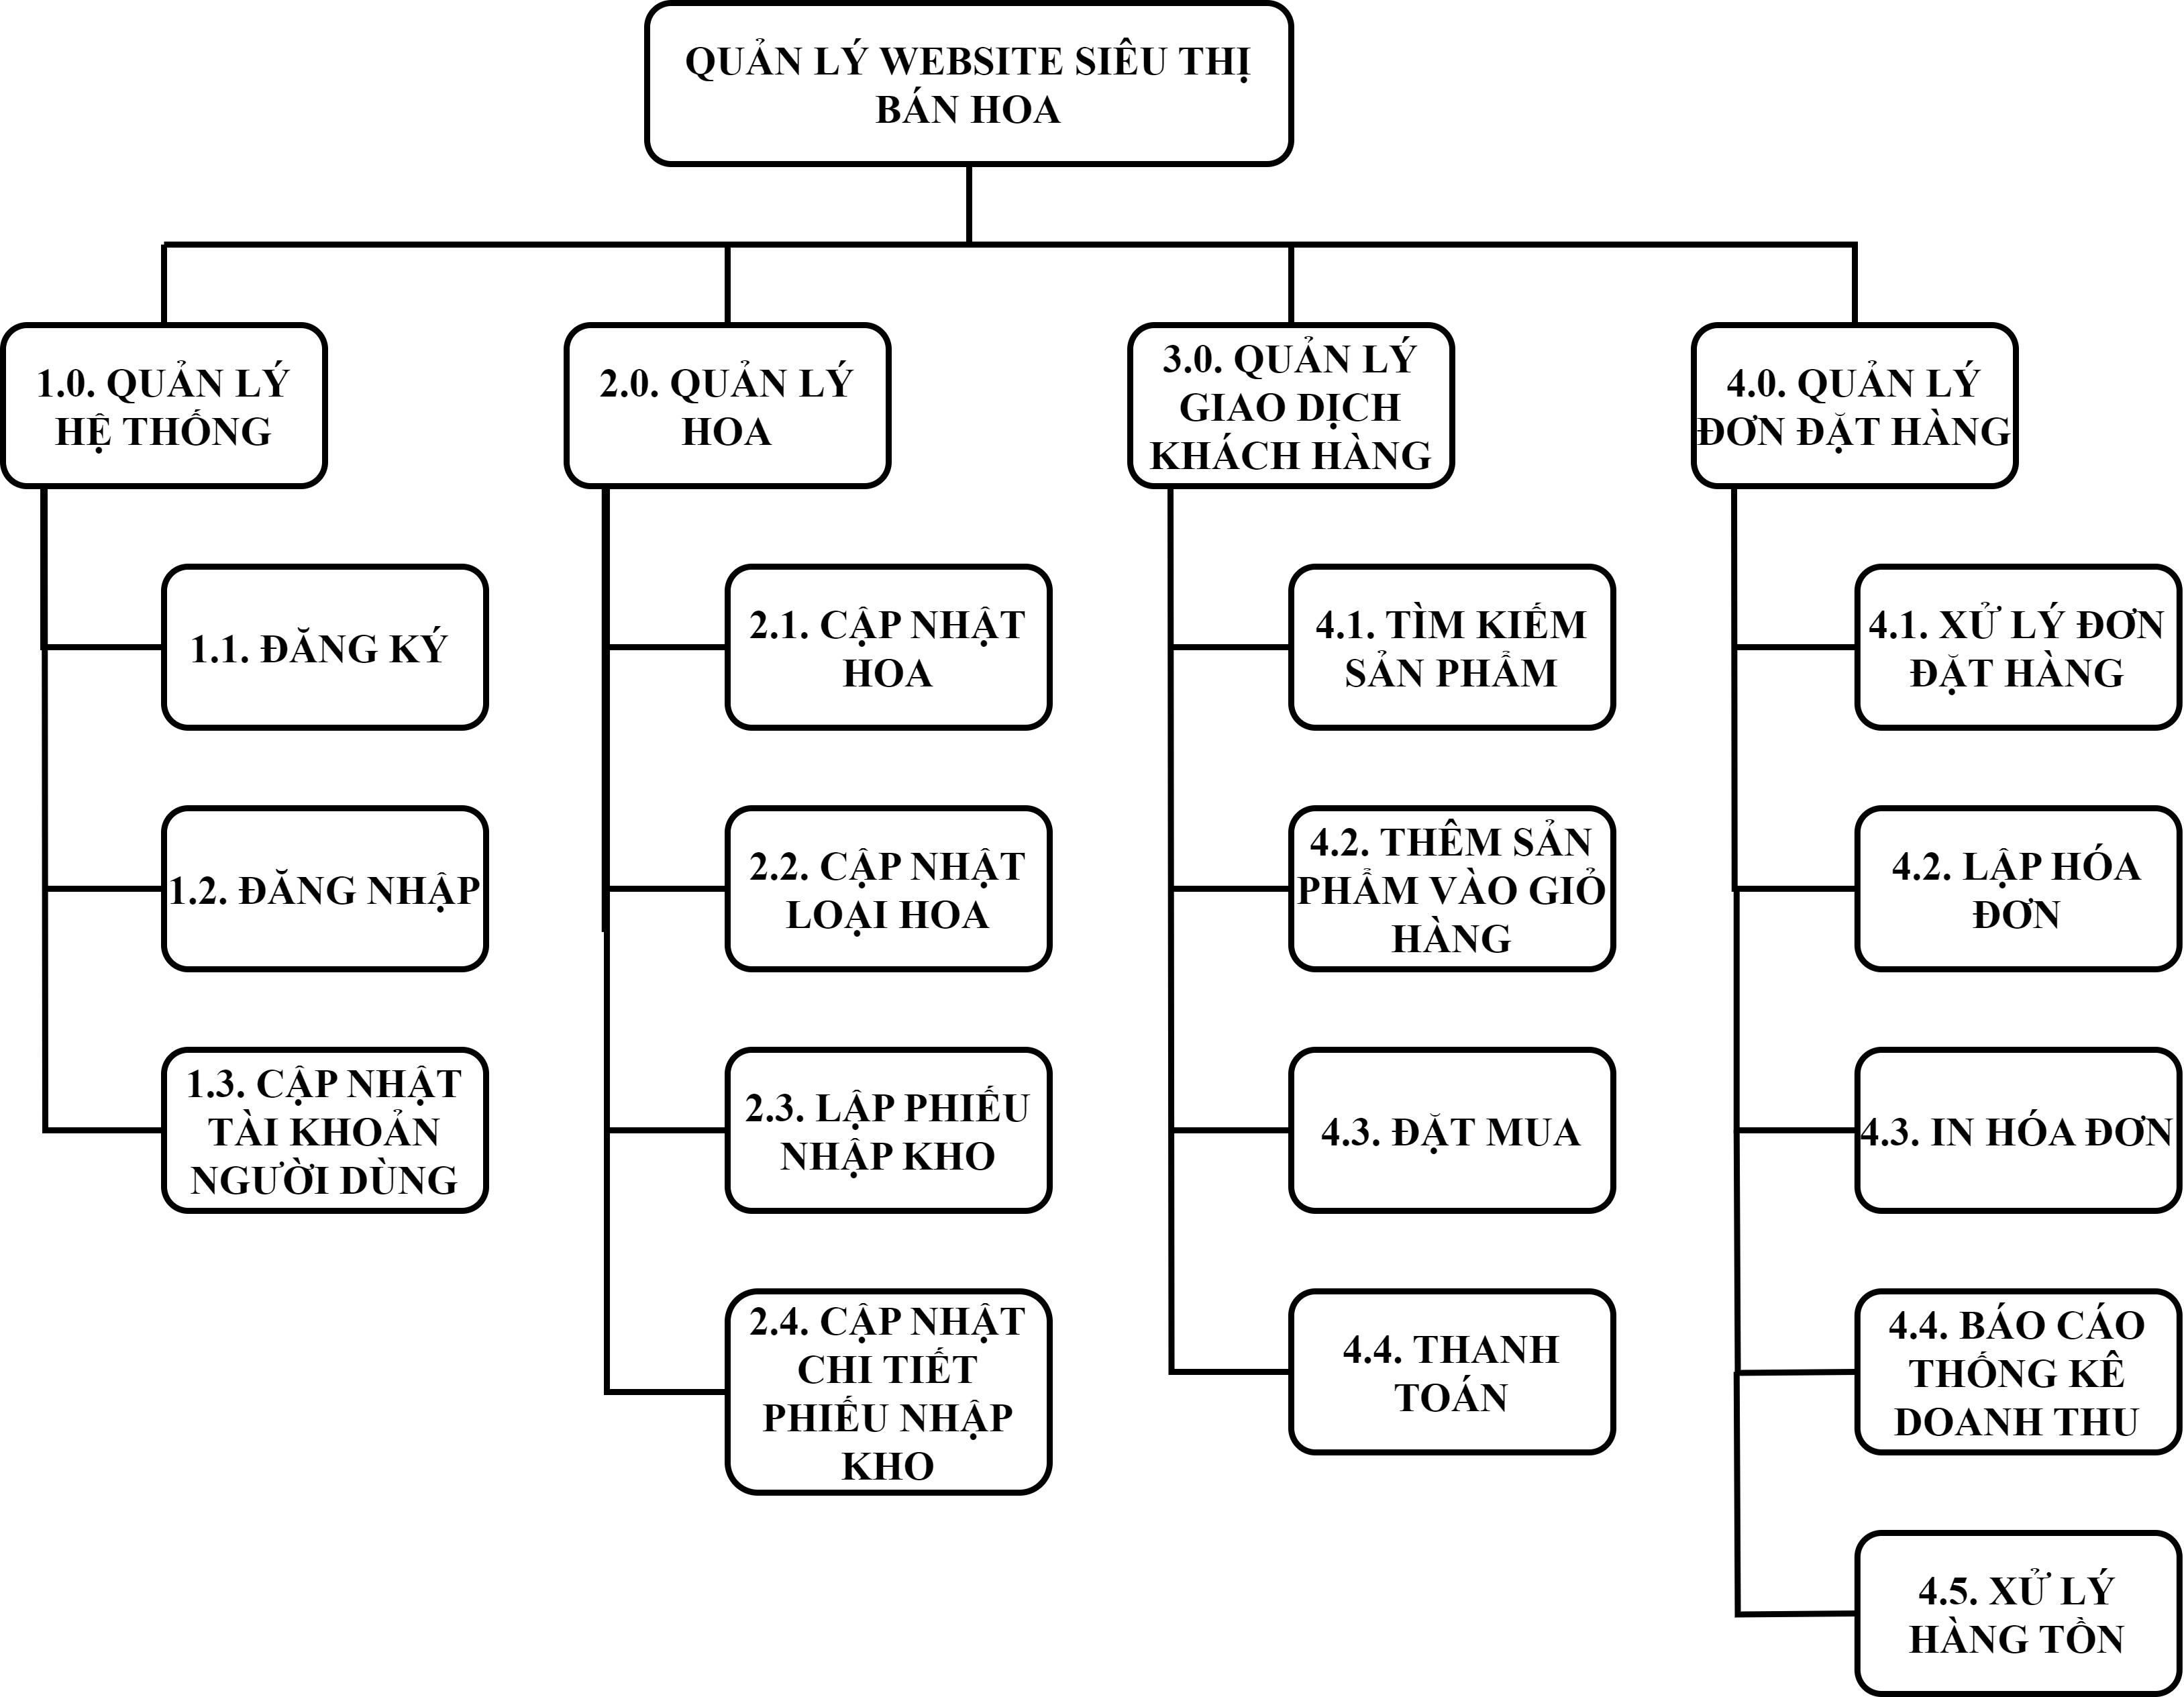 QUẢN LÝ WEBSITE SIÊU THỊ
BÁN HOA
1.0. QUẢN LÝ
HỆ THỐNG
1.1. ĐĂNG KÝ
1.2. ĐĂNG NHẬP
1.3. CẬP NHẬT
TÀI KHOẢN
NGƯỜI DÙNG
2.0. QUẢN LÝ
HOA
2.1. CẬP NHẬT
HOA
2.2. CẬP NHẬT
LOẠI HOA
2.3. LẬP PHIẾU
NHẬP KHO
2.4. CẬP NHẬT
CHI TIẾT
PHIẾU NHẬP
KHO
3.0. QUẢN LÝ
GIAO DỊCH
KHÁCH HÀNG
4.1. TÌM KIẾM
SẢN PHẨM
4.2. THÊM SẢN
PHẨM VÀO GIỎ
HÀNG
4.3. ĐẶT MUA
4.4. THANH
TOÁN
4.0. QUẢN LÝ
ĐƠN ĐẶT HÀNG
4.1. XỬ LÝ ĐƠN
ĐẶT HÀNG
4.2. LẬP HÓA
ĐƠN
4.3. IN HÓA ĐƠN
4.4. BÁO CÁO
THỐNG KÊ
DOANH THU
4.5. XỬ LÝ
HÀNG TỒN